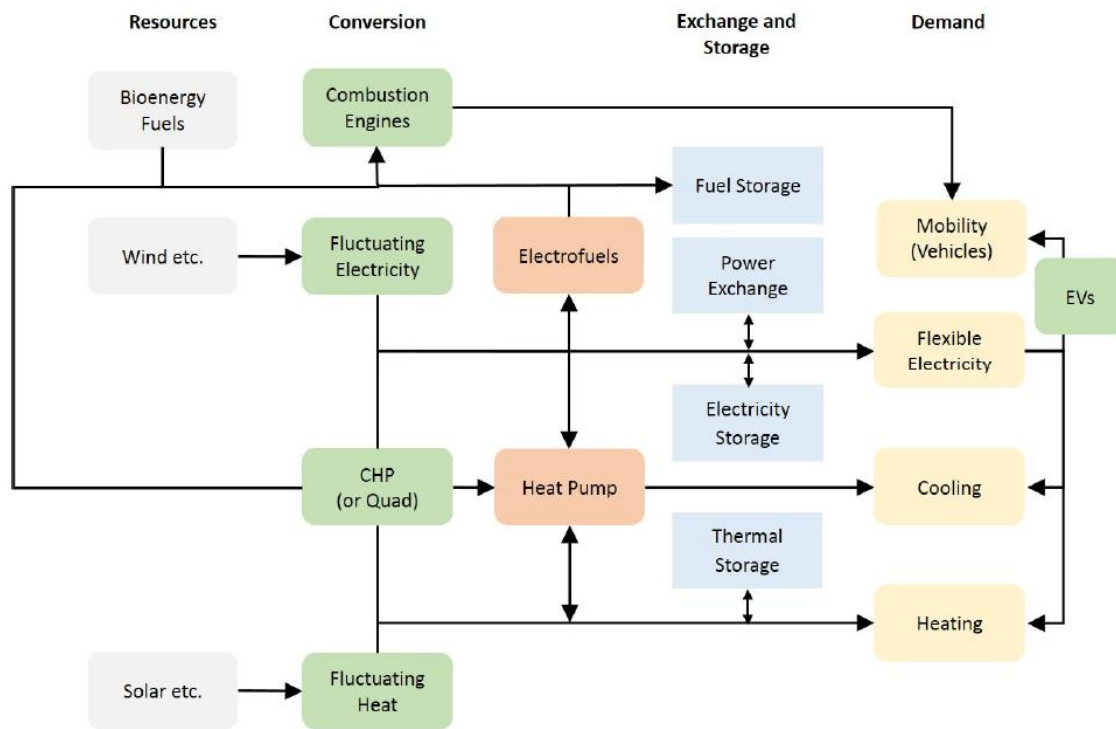 Resources
Conversion
Exchange and
Storage
Demand
Bioenergy
Fuels
Combustion
Engines
Fuel Storage
Wind etc.
Fluctuating
Electricity
Electrofuels
Power
Exchange
Mobility
(Vehicles)
EVs
Flexible
Electricity
Electricity
Storage
CHP
(or Quad)
Heat Pump
Cooling
Thermal
Storage
Heating
Solar etc.
Fluctuating
Heat